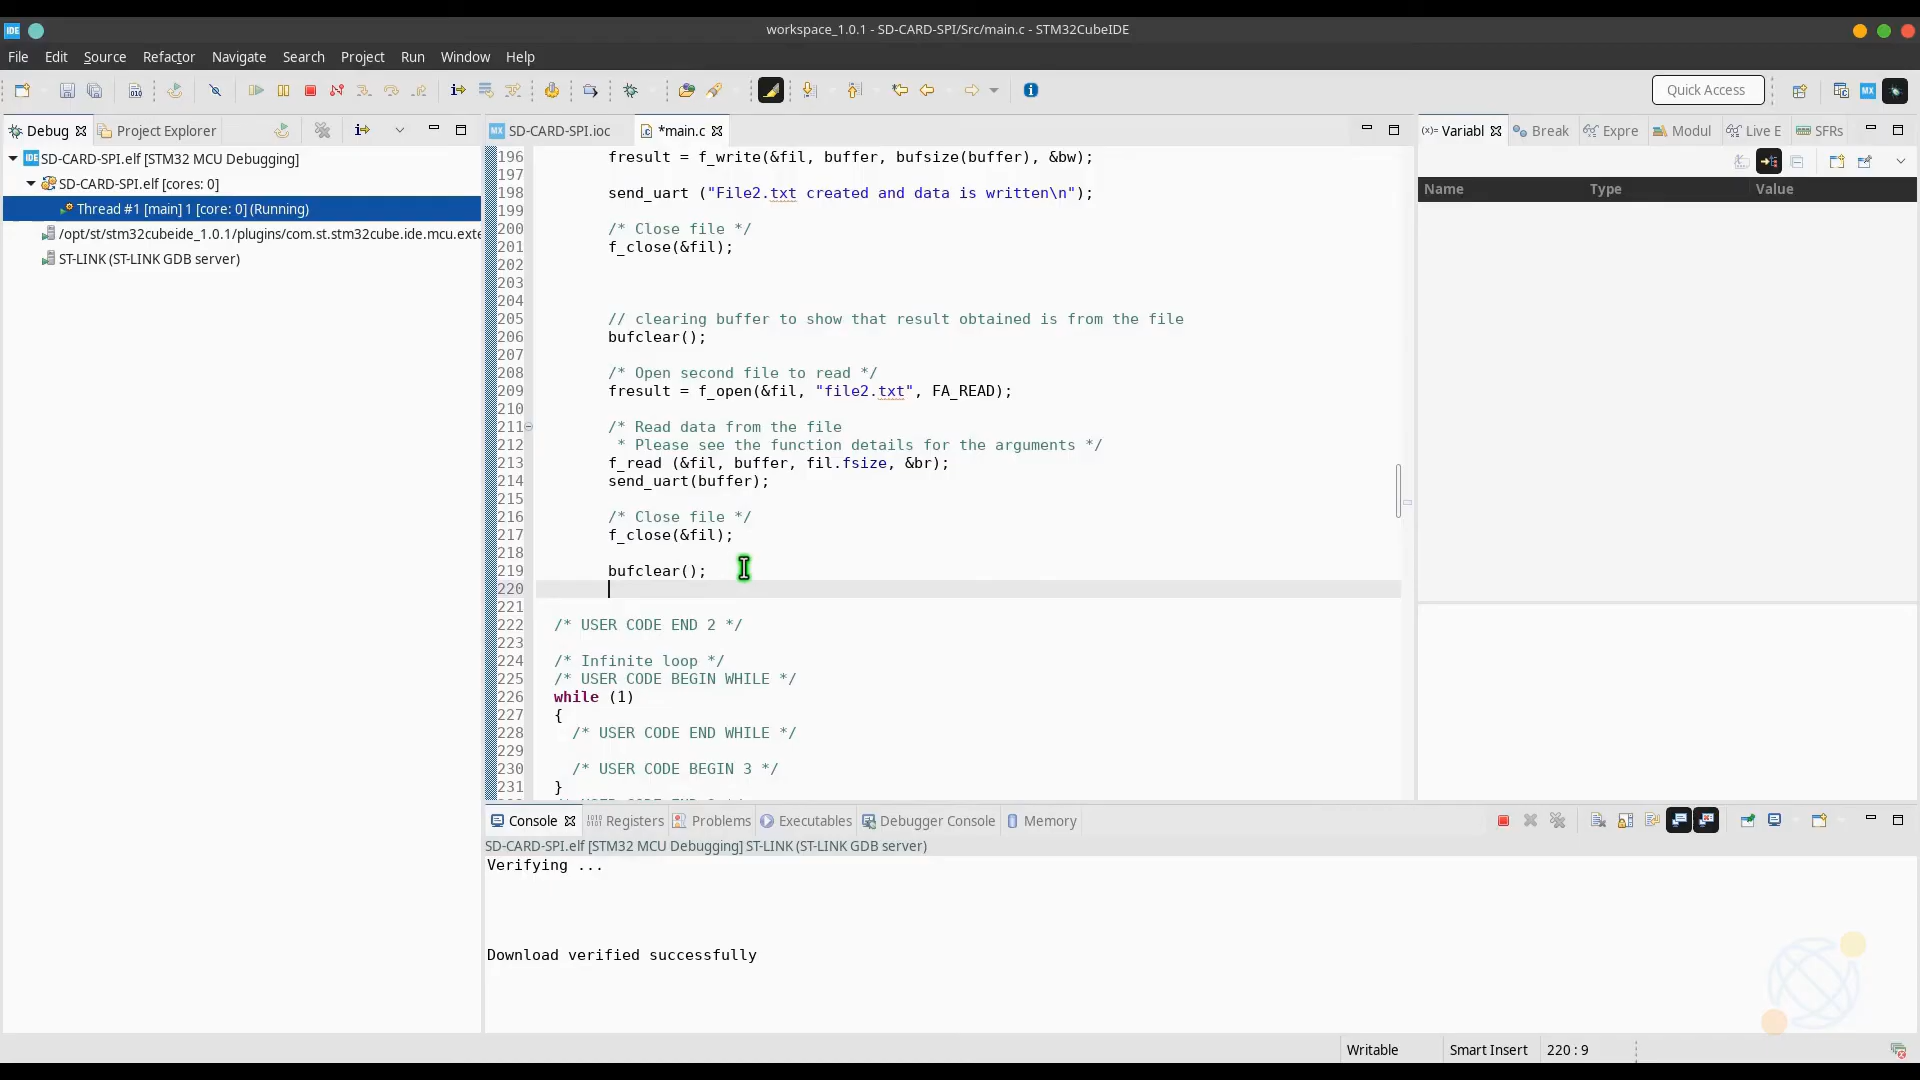 workspace_1.0.1 - SD-CARD-SPI/Src/main.c - STM32CubeIDE
File Edit Source Refactor Navigate Search Project Run Window Help
Quick Access
Debug Project Explorer
SD-CARD-SPI.elf [STM32 MCU Debugging]
SD-CARD-SPI.elf [cores: 0]
Thread #1 [main] 1 [core: 0] (Running)
/opt/st/stm32cubeide_1.0.1/plugins/com.st.stm32cube.ide.mcu.exte
ST-LINK (ST-LINK GDB server)
SD-CARD-SPI.ioc *main.c
196 fresult = f_write(&fil, buffer, bufsize(buffer), &bw);
197
198 send_uart ("File2.txt created and data is written\n");
199
200 /* Close file */
201 f_close(&fil);
202
203
204
205 // clearing buffer to show that result obtained is from the file
206 bufclear();
207
208 /* Open second file to read */
209 fresult = f_open(&fil, "file2.txt", FA_READ);
210
211 /* Read data from the file
212 * Please see the function details for the arguments */
213 f_read (&fil, buffer, fil.fsize, &br);
214 send_uart(buffer);
215
216 /* Close file */
217 f_close(&fil);
218
219 bufclear();
220
221
222 /* USER CODE END 2 */
223
224 /* Infinite loop */
225 /* USER CODE BEGIN WHILE */
226 while (1)
227 {
228 /* USER CODE END WHILE */
229
230 /* USER CODE BEGIN 3 */
231 }
Variabl Break Expre Modul Live E SFRs
Name Type Value
Console Registers Problems Executables Debugger Console Memory
SD-CARD-SPI.elf [STM32 MCU Debugging] ST-LINK (ST-LINK GDB server)
Verifying ...
Download verified successfully
Writable Smart Insert 220 : 9